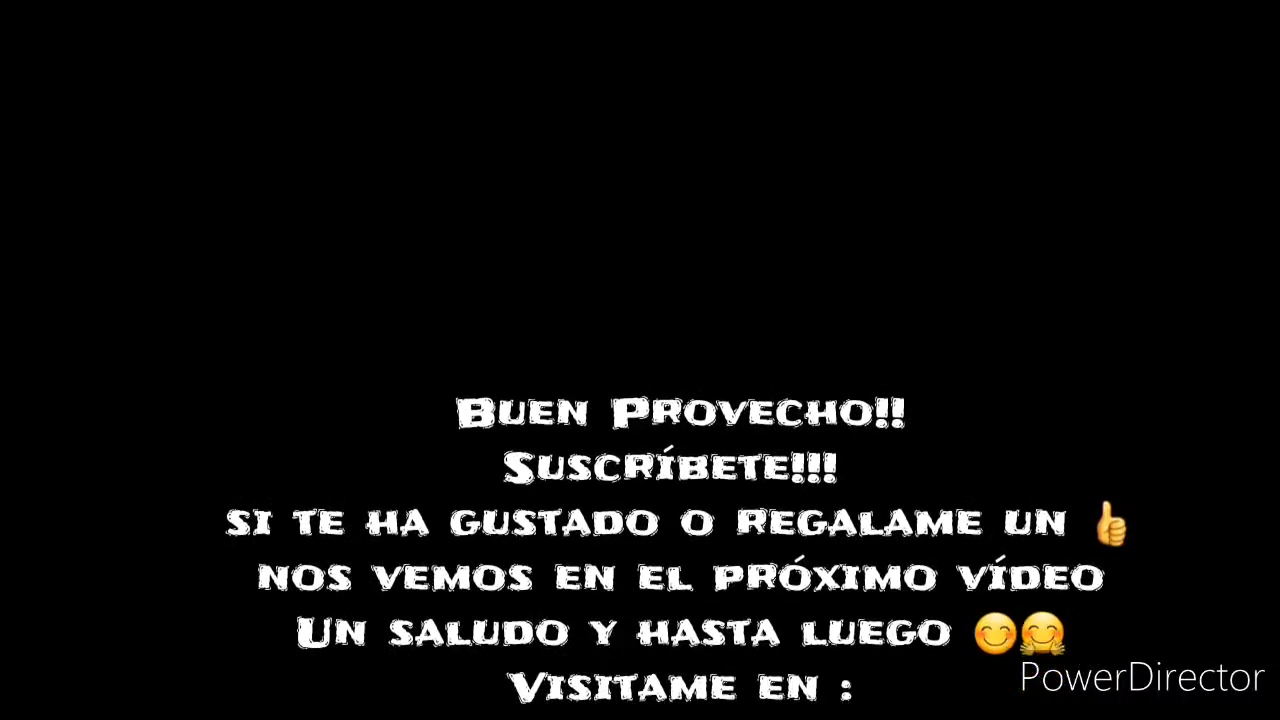 Buen Provecho!!
Suscríbete!!!
si te ha gustado o regalame un 👍
nos vemos en el próximo vídeo
Un saludo y hasta luego 😊🤗
Visitame en :
PowerDirector